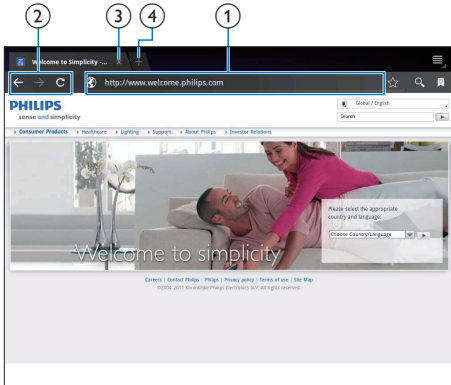 2 3 4 1
Welcome to Simplicity -... × +
http://www.welcome.philips.com
PHILIPS
sense and simplicity
Global / English
Search
Consumer Products Healthcare Lighting Support About Philips Investor Relations
Please select the appropriate
country and language:
Choose Country/Language
Welcome to simplicity
Careers | Contact Philips | Philips | Privacy policy | Terms of use | Site Map
©2004-2011 Koninklijke Philips Electronics N.V. All rights reserved.